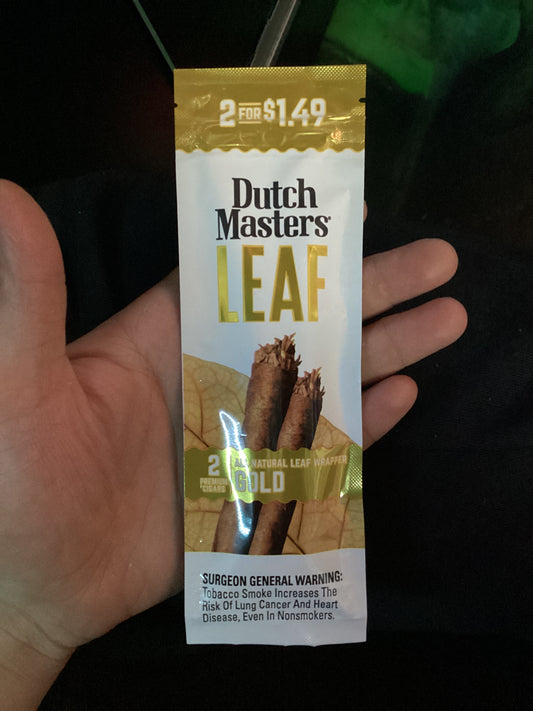 2 FOR $1.49
Dutch
Masters®
LEAF
2 ALL NATURAL LEAF WRAPPER
PREMIUM CIGARS GOLD
SURGEON GENERAL WARNING:
Tobacco Smoke Increases The
Risk Of Lung Cancer And Heart
Disease, Even In Nonsmokers.